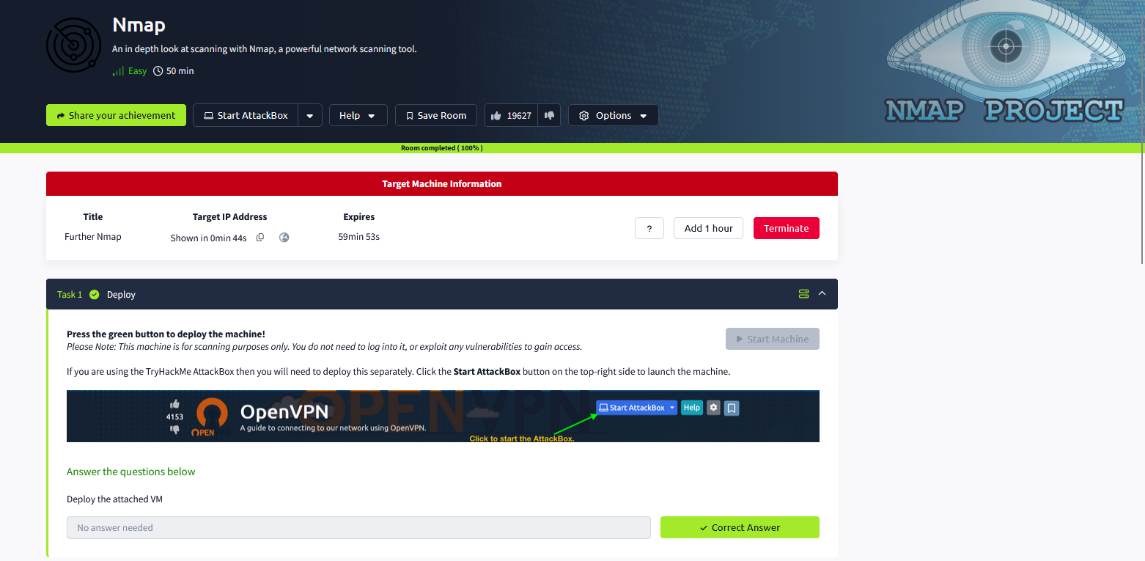 Nmap
An in depth look at scanning with Nmap, a powerful network scanning tool.
Easy 50 min
Share your achievement Start AttackBox Help Save Room 19627 Options
NMAP PROJECT
Room completed ( 100% )
Target Machine Information
Title Target IP Address Expires
Further Nmap Shown in 0min 44s 59min 53s ? Add 1 hour Terminate
Task 1 Deploy
Press the green button to deploy the machine! Start Machine
Please Note: This machine is for scanning purposes only. You do not need to log into it, or exploit any vulnerabilities to gain access.
If you are using the TryHackMe AttackBox then you will need to deploy this separately. Click the Start AttackBox button on the top-right side to launch the machine.
OPENVPN
4153 OpenVPN Start AttackBox Help
OPEN A guide to connecting to our network using OpenVPN.
Click to start the AttackBox.
Answer the questions below
Deploy the attached VM
No answer needed Correct Answer